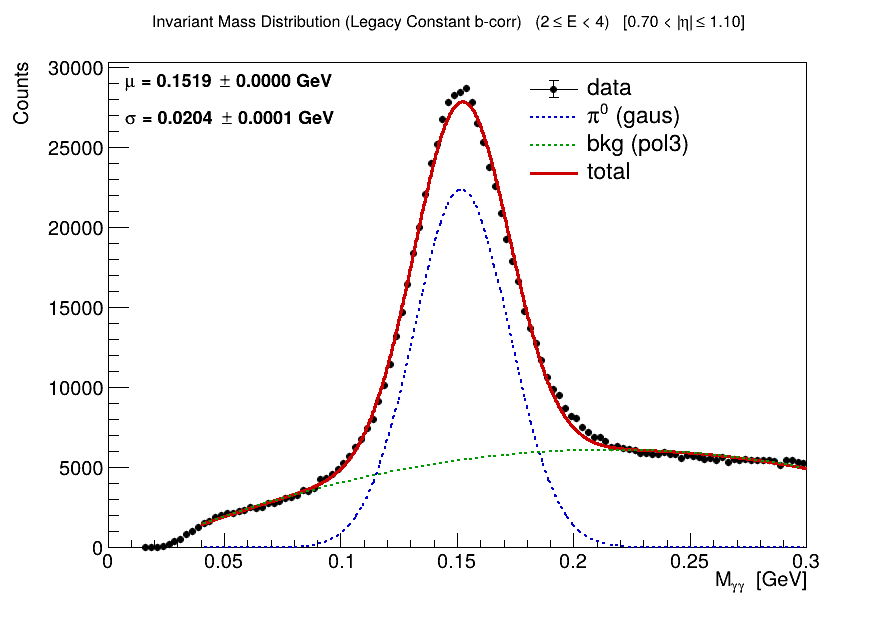 Invariant Mass Distribution (Legacy Constant b-corr) (2 ≤ E < 4) [0.70 < |η| ≤ 1.10]
Counts
30000
25000
20000
15000
10000
5000
0
μ = 0.1519 ± 0.0000 GeV
σ = 0.0204 ± 0.0001 GeV
data
π⁰ (gaus)
bkg (pol3)
total
0 0.05 0.1 0.15 0.2 0.25 0.3
Mγγ [GeV]